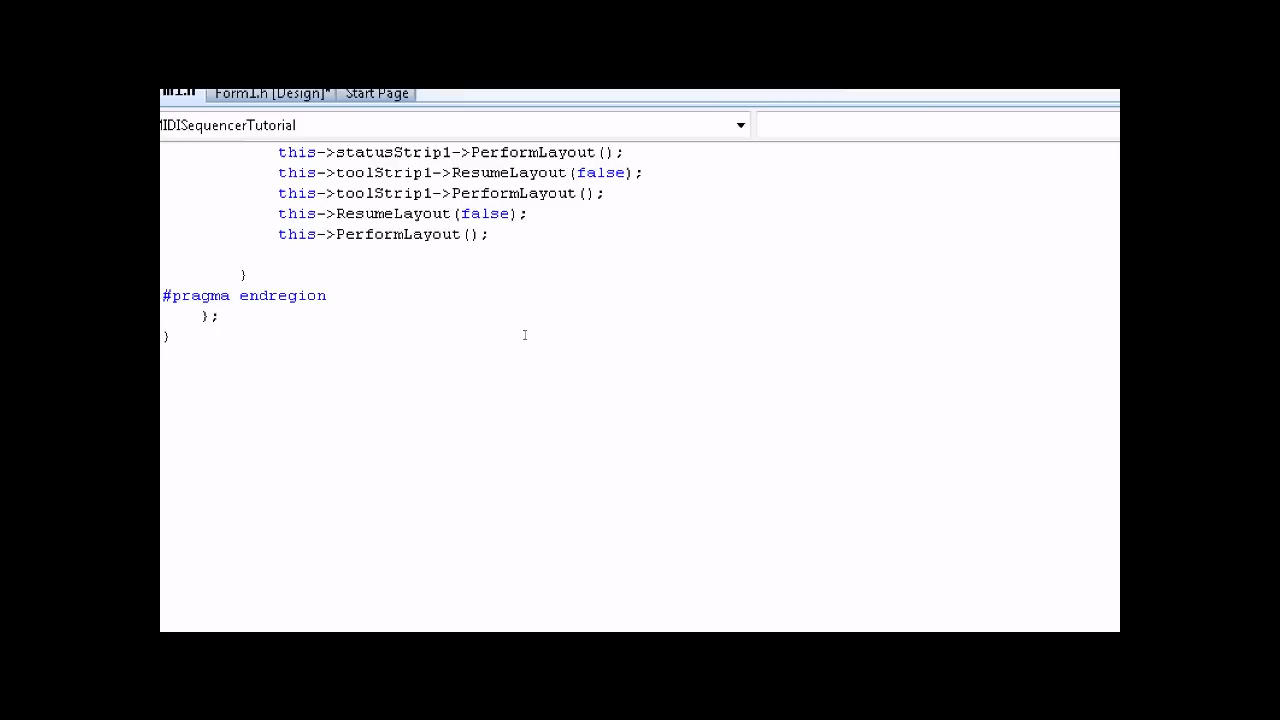 Form1.h [Design]* Start Page
MIDISequencerTutorial
this->statusStrip1->PerformLayout();
this->toolStrip1->ResumeLayout(false);
this->toolStrip1->PerformLayout();
this->ResumeLayout(false);
this->PerformLayout();
}
#pragma endregion
};
}